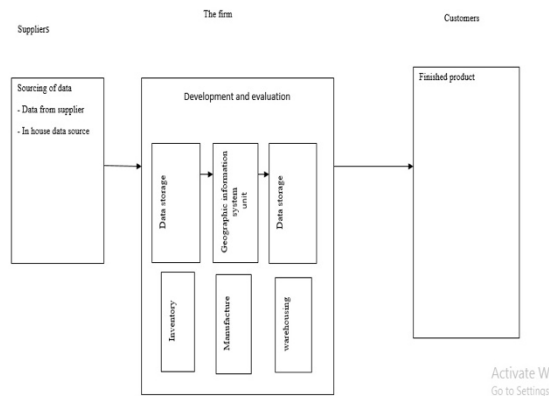 Suppliers
The firm
Customers
Sourcing of data
- Data from supplier
- In house data source
Development and evaluation
Data storage
Geographic information
system
unit
Data storage
Inventory
Mannfacture
warehousing
Finished product
Activate W
Go to Settings